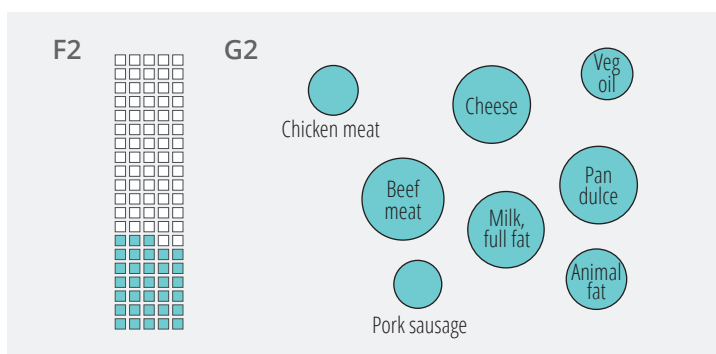 F2
G2
Veg
oil
Cheese
Chicken meat
Pan
dulce
Beef
meat
Milk,
full fat
Animal
fat
Pork sausage